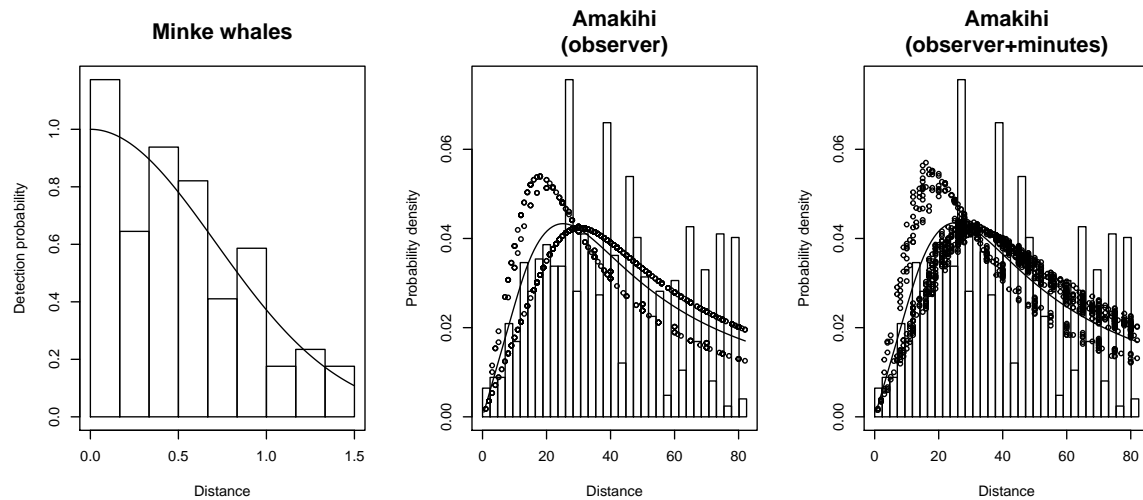 Minke whales
Detection probability
0.0 0.2 0.4 0.6 0.8 1.0
0.0 0.5 1.0 1.5
Distance
Amakihi
(observer)
Probability density
0.00 0.02 0.04 0.06
0 20 40 60 80
Distance
Amakihi
(observer+minutes)
Probability density
0.00 0.02 0.04 0.06
0 20 40 60 80
Distance